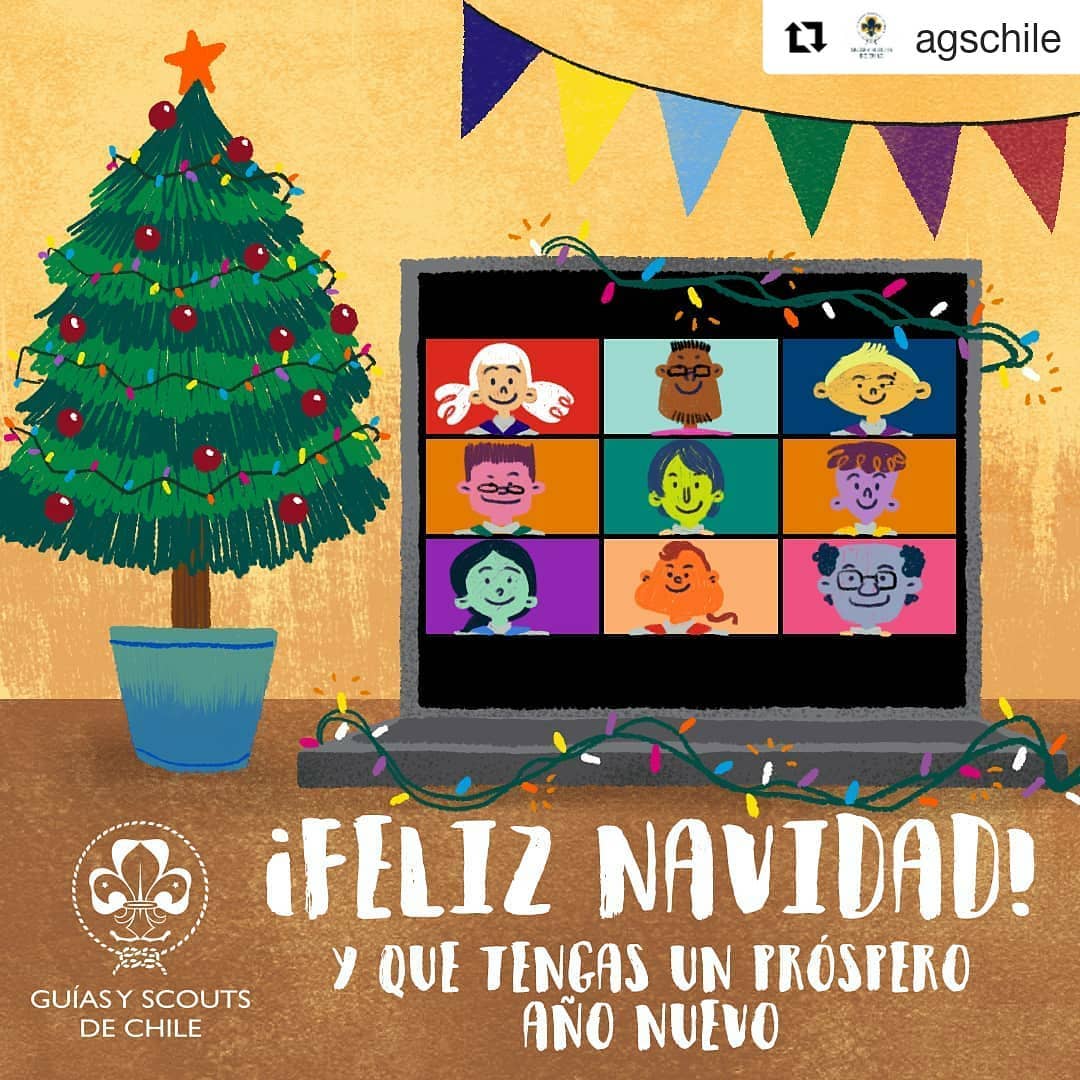 agschile
¡FELIZ NAVIDAD!
Y QUE TENGAS UN PRÓSPERO
AÑO NUEVO
GUÍAS Y SCOUTS
DE CHILE